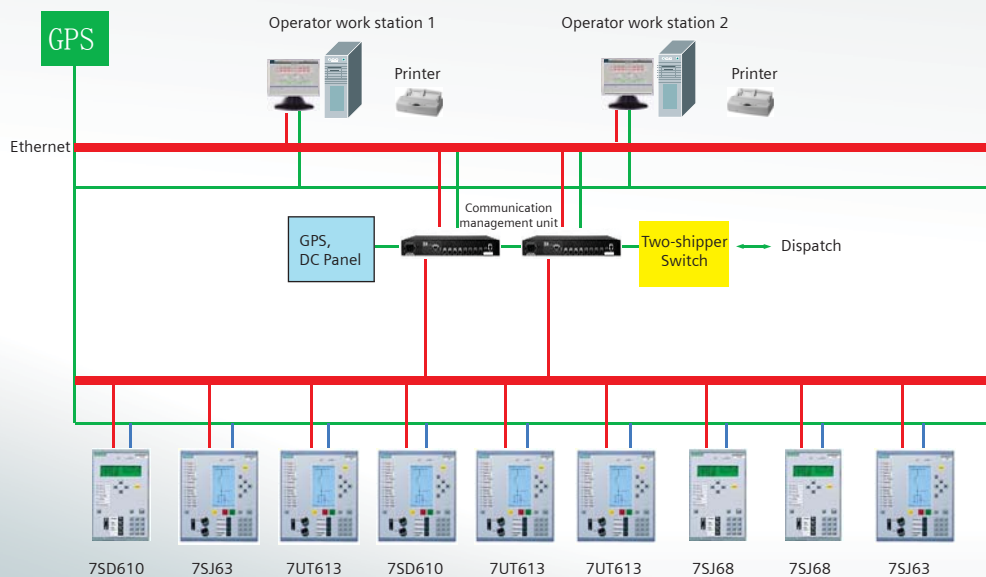 GPS
Operator work station 1
Operator work station 2
Printer
Printer
Ethernet
Communication
management unit
GPS,
DC Panel
Two-shipper
Switch
Dispatch
7SD610
7SJ63
7UT613
7SD610
7UT613
7UT613
7SJ68
7SJ68
7SJ63